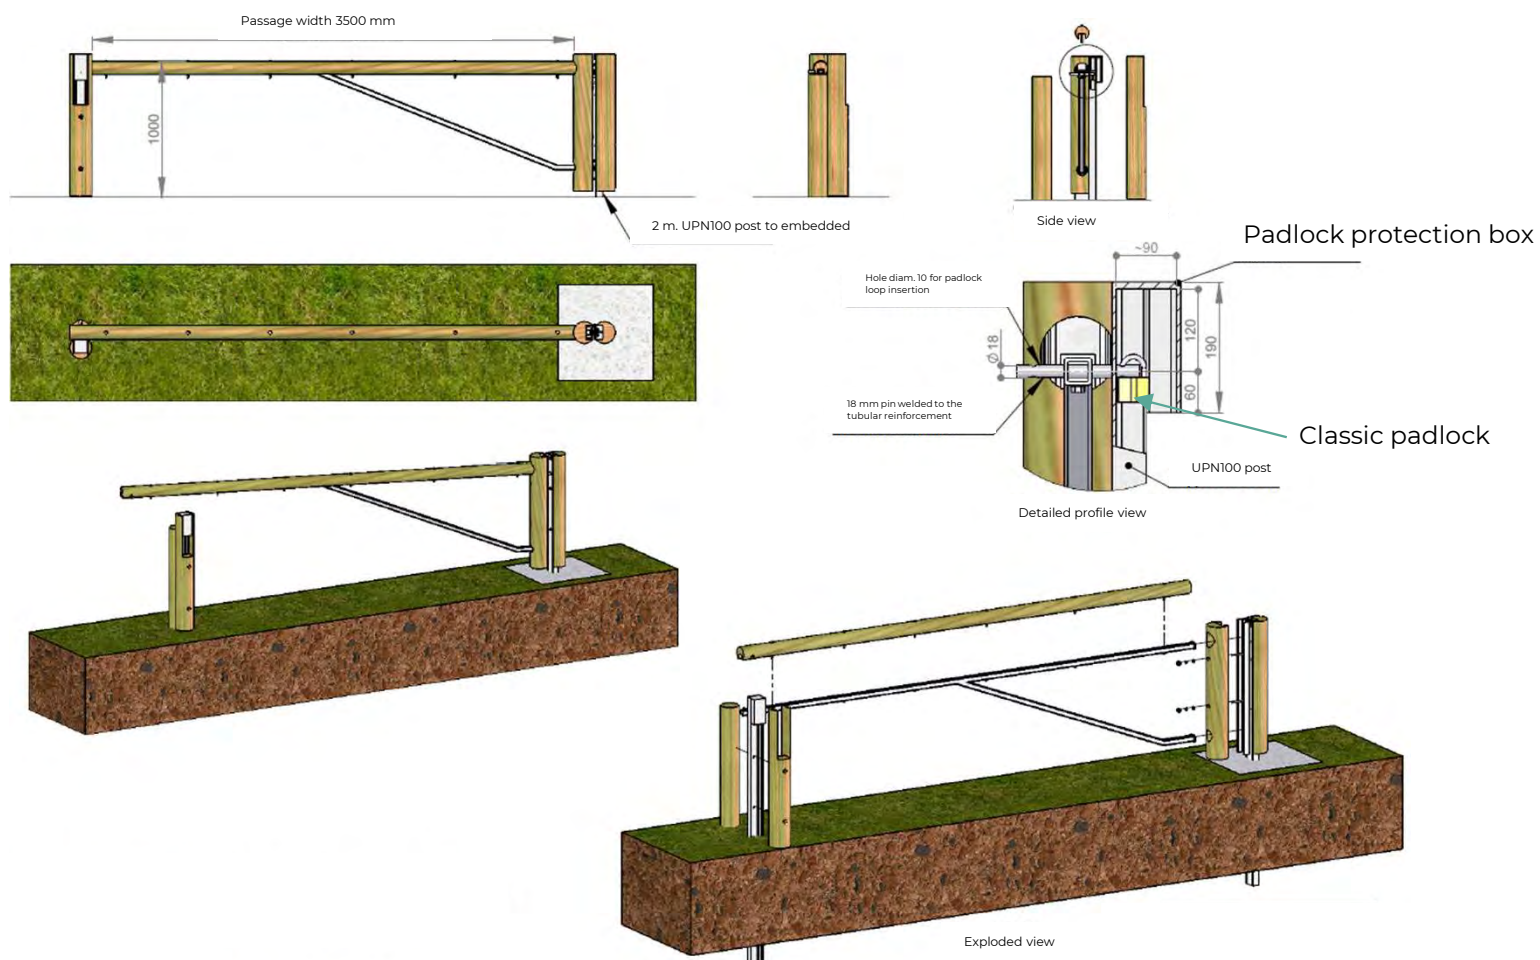 Passage width 3500 mm
1000
2 m. UPN100 post to embedded
Side view
Padlock protection box
~90
Hole diam. 10 for padlock
loop insertion
Ø18
120
190
60
18 mm pin welded to the
tubular reinforcement
Classic padlock
UPN100 post
Detailed profile view
Exploded view